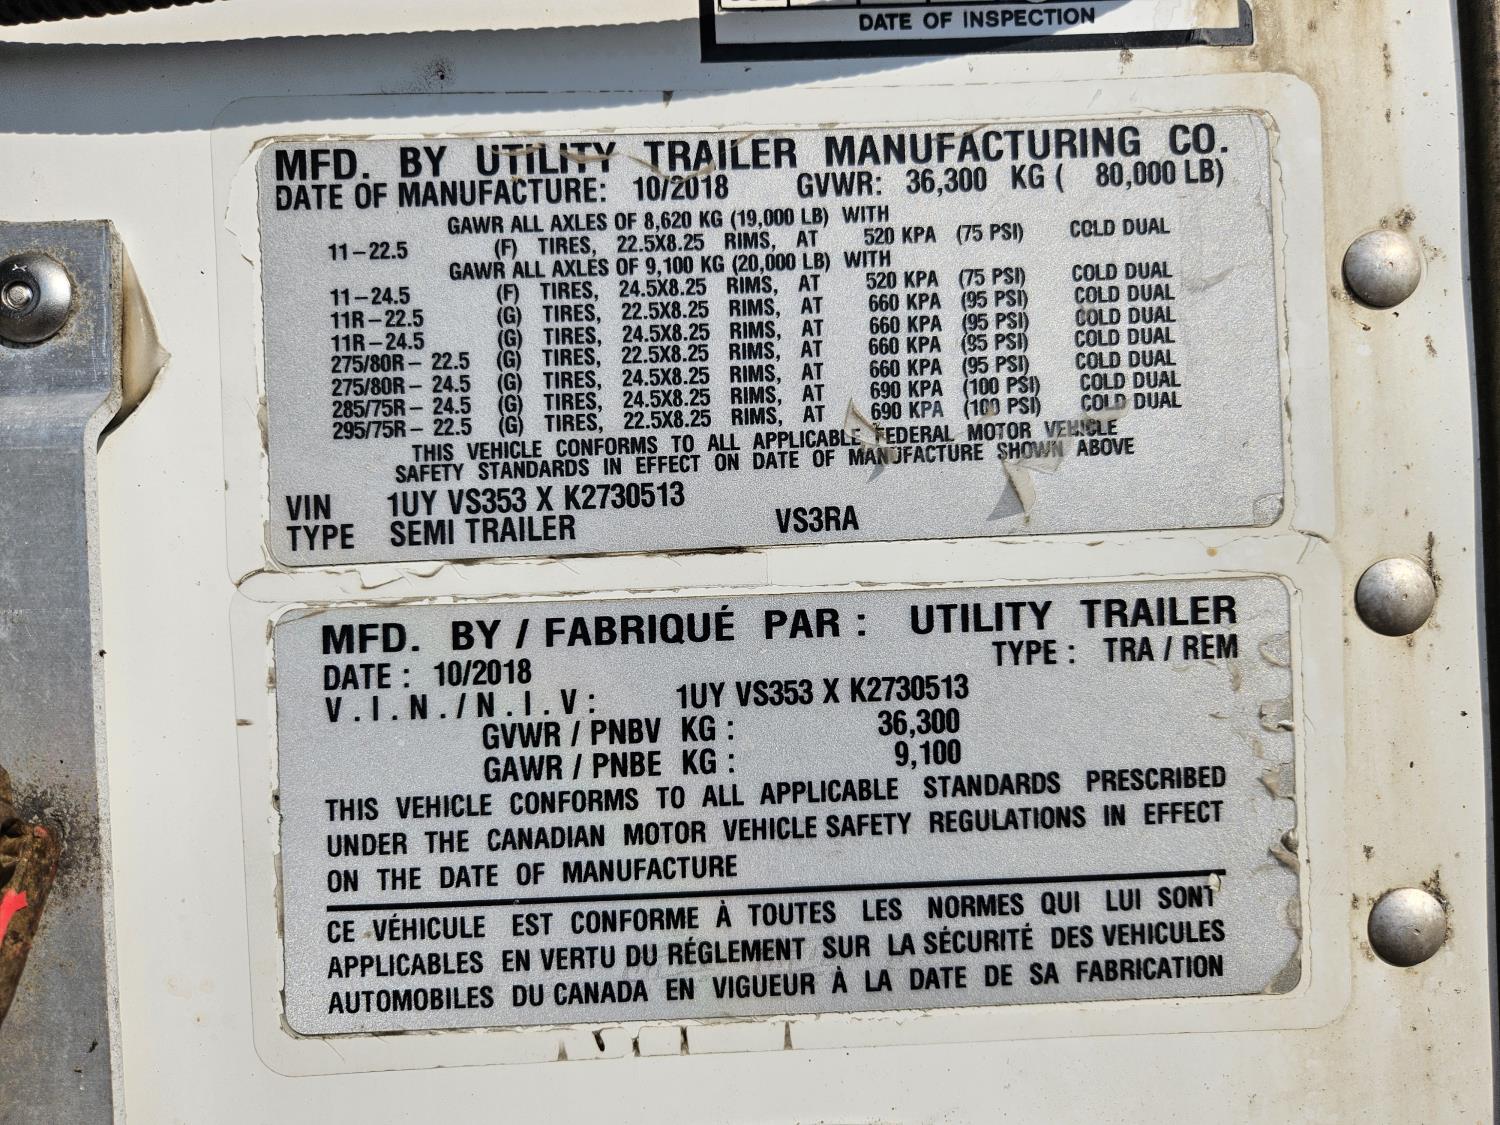 DATE OF INSPECTION
MFD. BY UTILITY TRAILER MANUFACTURING CO.
DATE OF MANUFACTURE: 10/2018 GVWR: 36,300 KG ( 80,000 LB)
GAWR ALL AXLES OF 8,620 KG (19,000 LB) WITH
11-22.5 (F) TIRES, 22.5X8.25 RIMS, AT 520 KPA (75 PSI) COLD DUAL
GAWR ALL AXLES OF 9,100 KG (20,000 LB) WITH
11-24.5 (F) TIRES, 24.5X8.25 RIMS, AT 520 KPA (75 PSI) COLD DUAL
11R-22.5 (G) TIRES, 22.5X8.25 RIMS, AT 660 KPA (95 PSI) COLD DUAL
11R-24.5 (G) TIRES, 24.5X8.25 RIMS, AT 660 KPA (95 PSI) COLD DUAL
275/80R-22.5 (G) TIRES, 22.5X8.25 RIMS, AT 660 KPA (95 PSI) COLD DUAL
275/80R-24.5 (G) TIRES, 24.5X8.25 RIMS, AT 660 KPA (95 PSI) COLD DUAL
285/75R-24.5 (G) TIRES, 24.5X8.25 RIMS, AT 690 KPA (100 PSI) COLD DUAL
295/75R-22.5 (G) TIRES, 22.5X8.25 RIMS, AT 690 KPA (100 PSI) COLD DUAL
THIS VEHICLE CONFORMS TO ALL APPLICABLE FEDERAL MOTOR VEHICLE
SAFETY STANDARDS IN EFFECT ON DATE OF MANUFACTURE SHOWN ABOVE
VIN 1UY VS353 X K2730513
TYPE SEMI TRAILER VS3RA
MFD. BY / FABRIQUÉ PAR : UTILITY TRAILER
DATE : 10/2018 TYPE : TRA / REM
V.I.N./N.I.V: 1UY VS353 X K2730513
GVWR / PNBV KG : 36,300
GAWR / PNBE KG : 9,100
THIS VEHICLE CONFORMS TO ALL APPLICABLE STANDARDS PRESCRIBED
UNDER THE CANADIAN MOTOR VEHICLE SAFETY REGULATIONS IN EFFECT
ON THE DATE OF MANUFACTURE
CE VÉHICULE EST CONFORME À TOUTES LES NORMES QUI LUI SONT
APPLICABLES EN VERTU DU RÉGLEMENT SUR LA SÉCURITÉ DES VEHICULES
AUTOMOBILES DU CANADA EN VIGUEUR À LA DATE DE SA FABRICATION